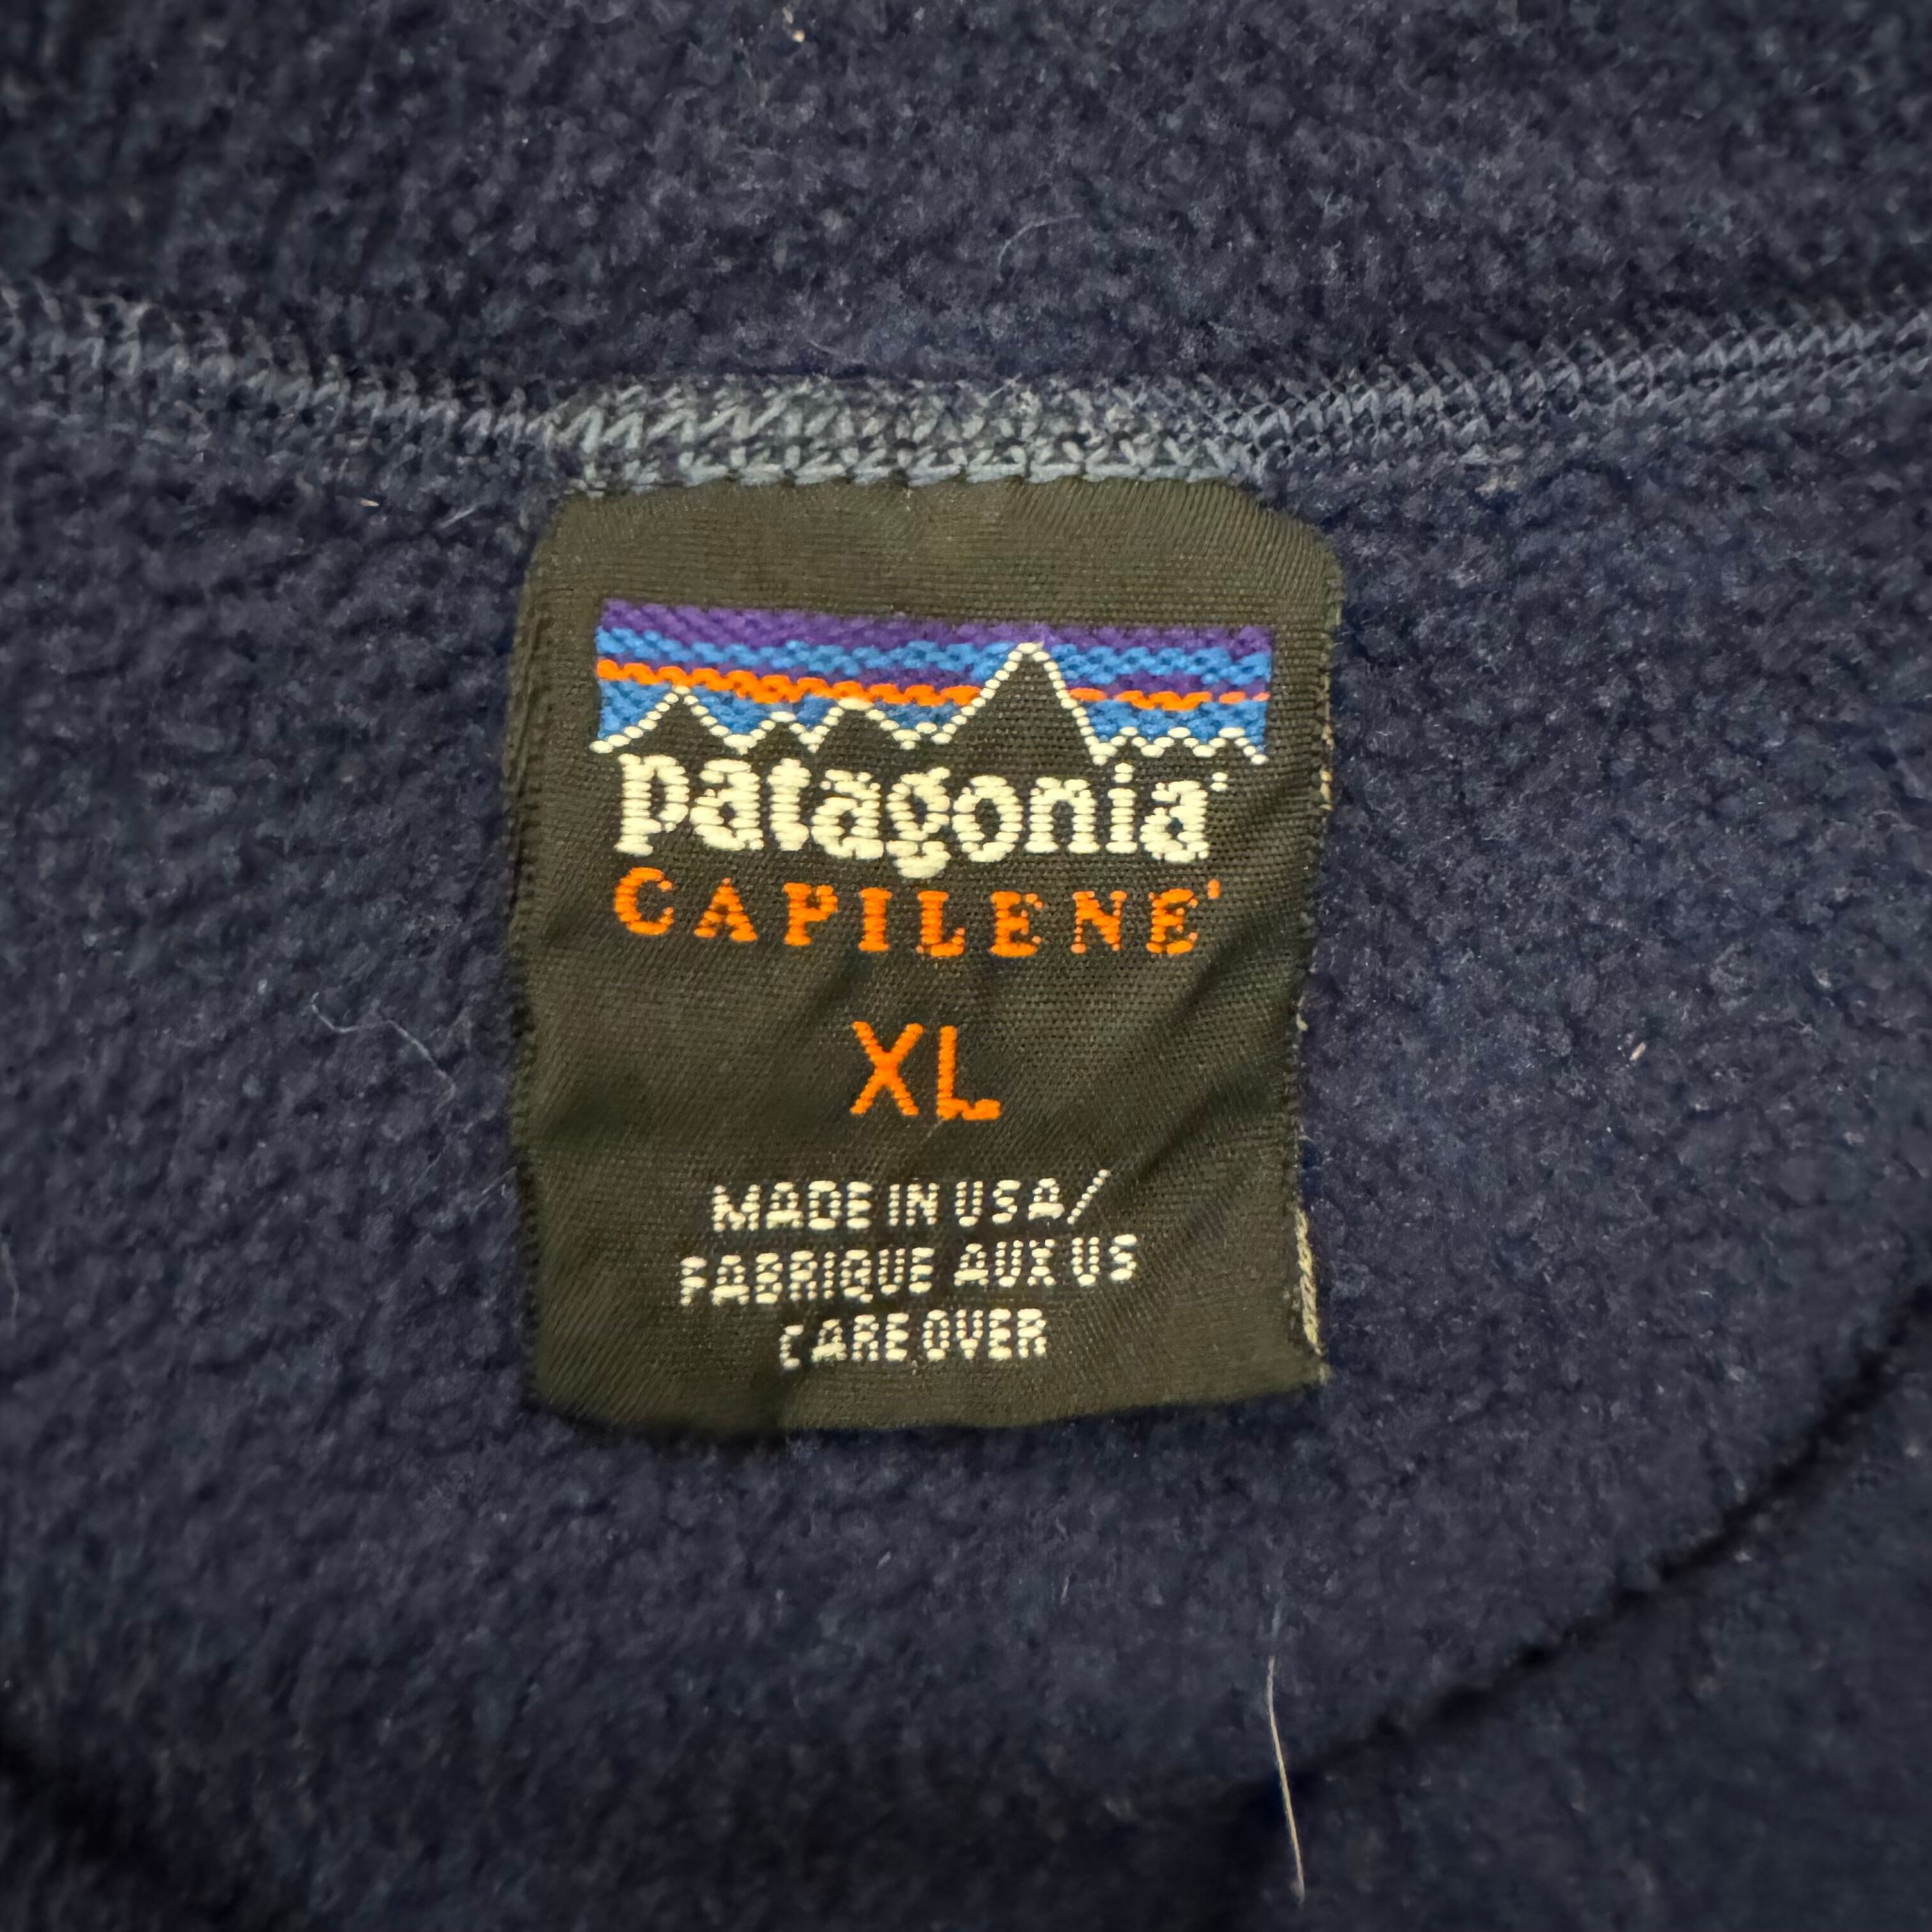 patagonia
CAPILENE
XL
MADE IN USA/
FABRIQUE AUX US
CARE OVER